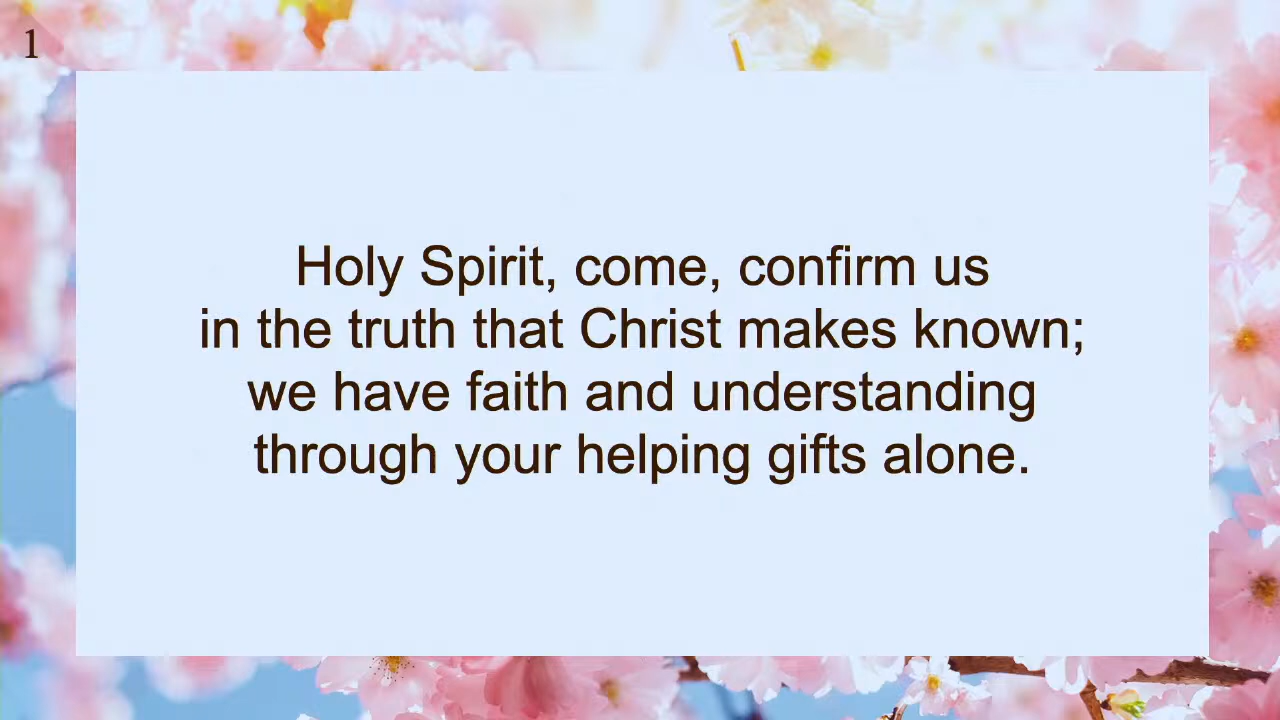 1
Holy Spirit, come, confirm us
in the truth that Christ makes known;
we have faith and understanding
through your helping gifts alone.